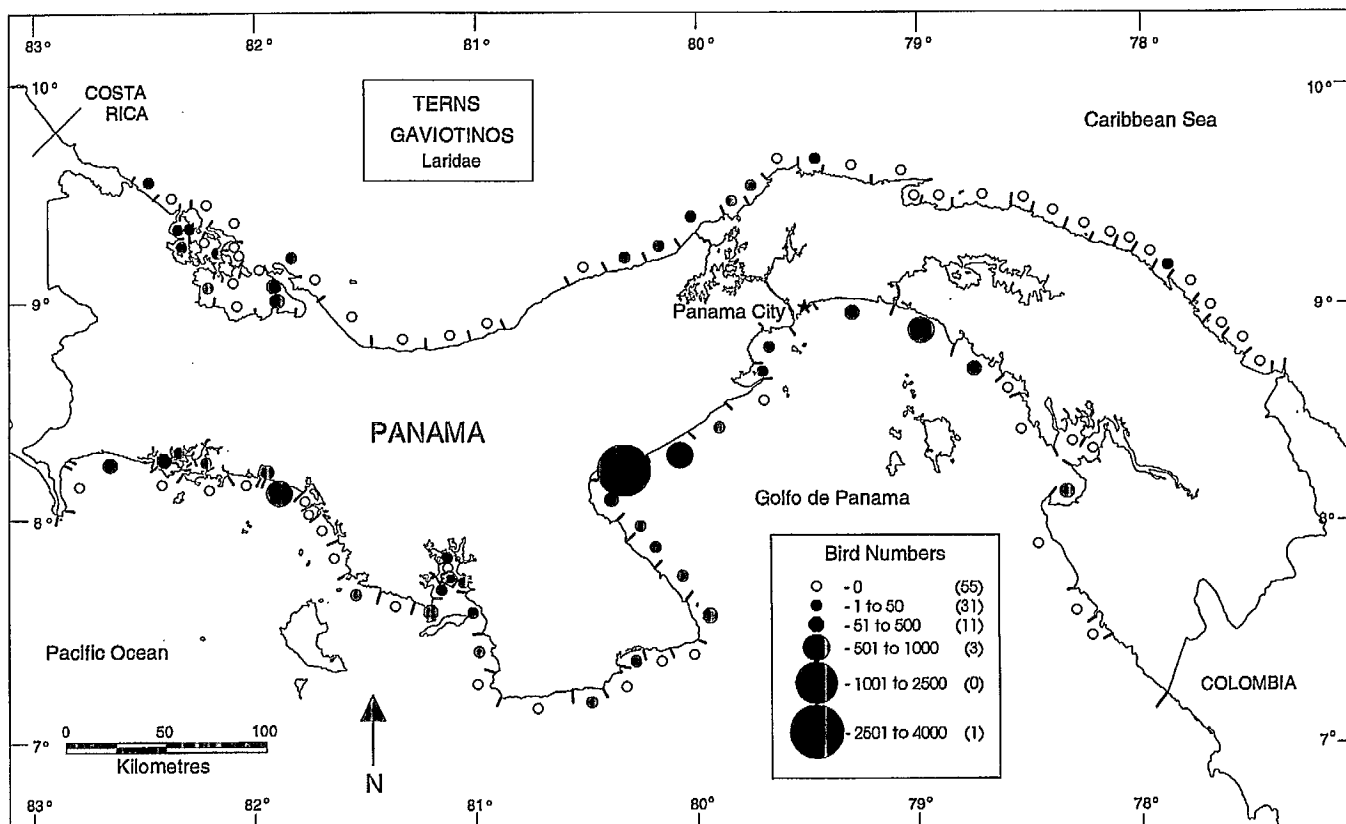 83° 82° 81° 80° 79° 78°
10° 10°
COSTA
RICA
TERNS
GAVIOTINOS
Laridae
Caribbean Sea
9° 9°
Panama City
PANAMA
Golfo de Panama
8° 8°
Bird Numbers
- 0 (55)
- 1 to 50 (31)
- 51 to 500 (11)
- 501 to 1000 (3)
- 1001 to 2500 (0)
- 2501 to 4000 (1)
Pacific Ocean
COLOMBIA
0 50 100
Kilometres
N
7° 7°
83° 82° 81° 80° 79° 78°